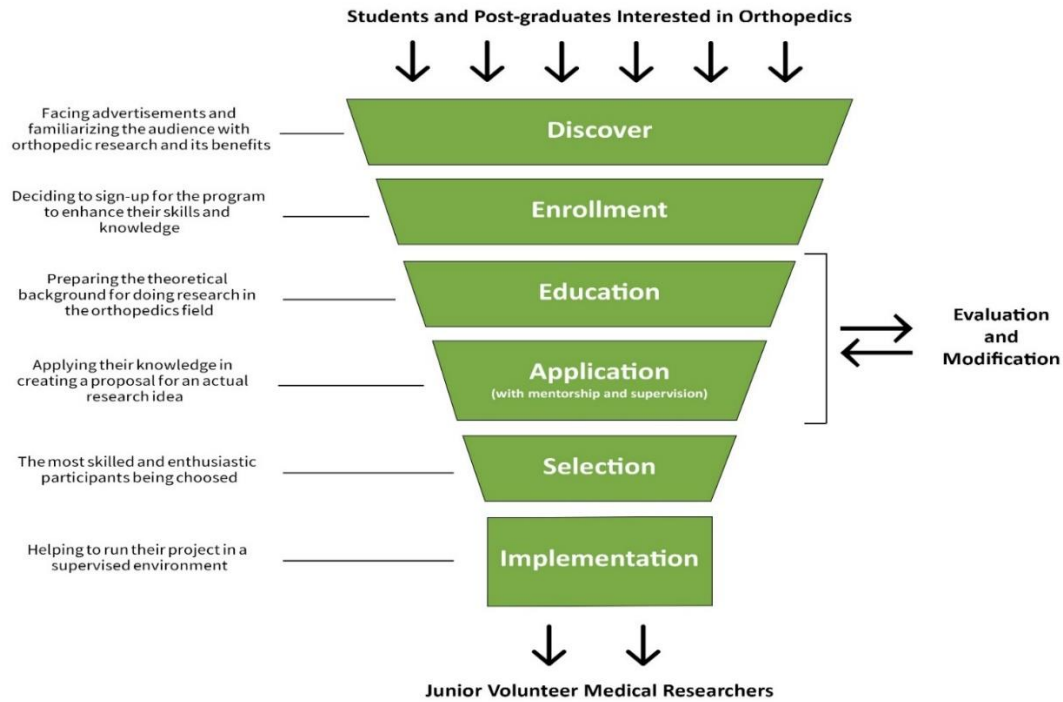 Students and Post-graduates Interested in Orthopedics
Facing advertisements and
familiarizing the audience with
orthopedic research and its benefits
Discover
Deciding to sign-up for the program
to enhance their skills and
knowledge
Enrollment
Preparing the theoretical
background for doing research in
the orthopedics field
Education
Applying their knowledge in
creating a proposal for an actual
research idea
Application
(with mentorship and supervision)
Evaluation
and
Modification
The most skilled and enthusiastic
participants being choosed
Selection
Helping to run their project in a
supervised environment
Implementation
Junior Volunteer Medical Researchers